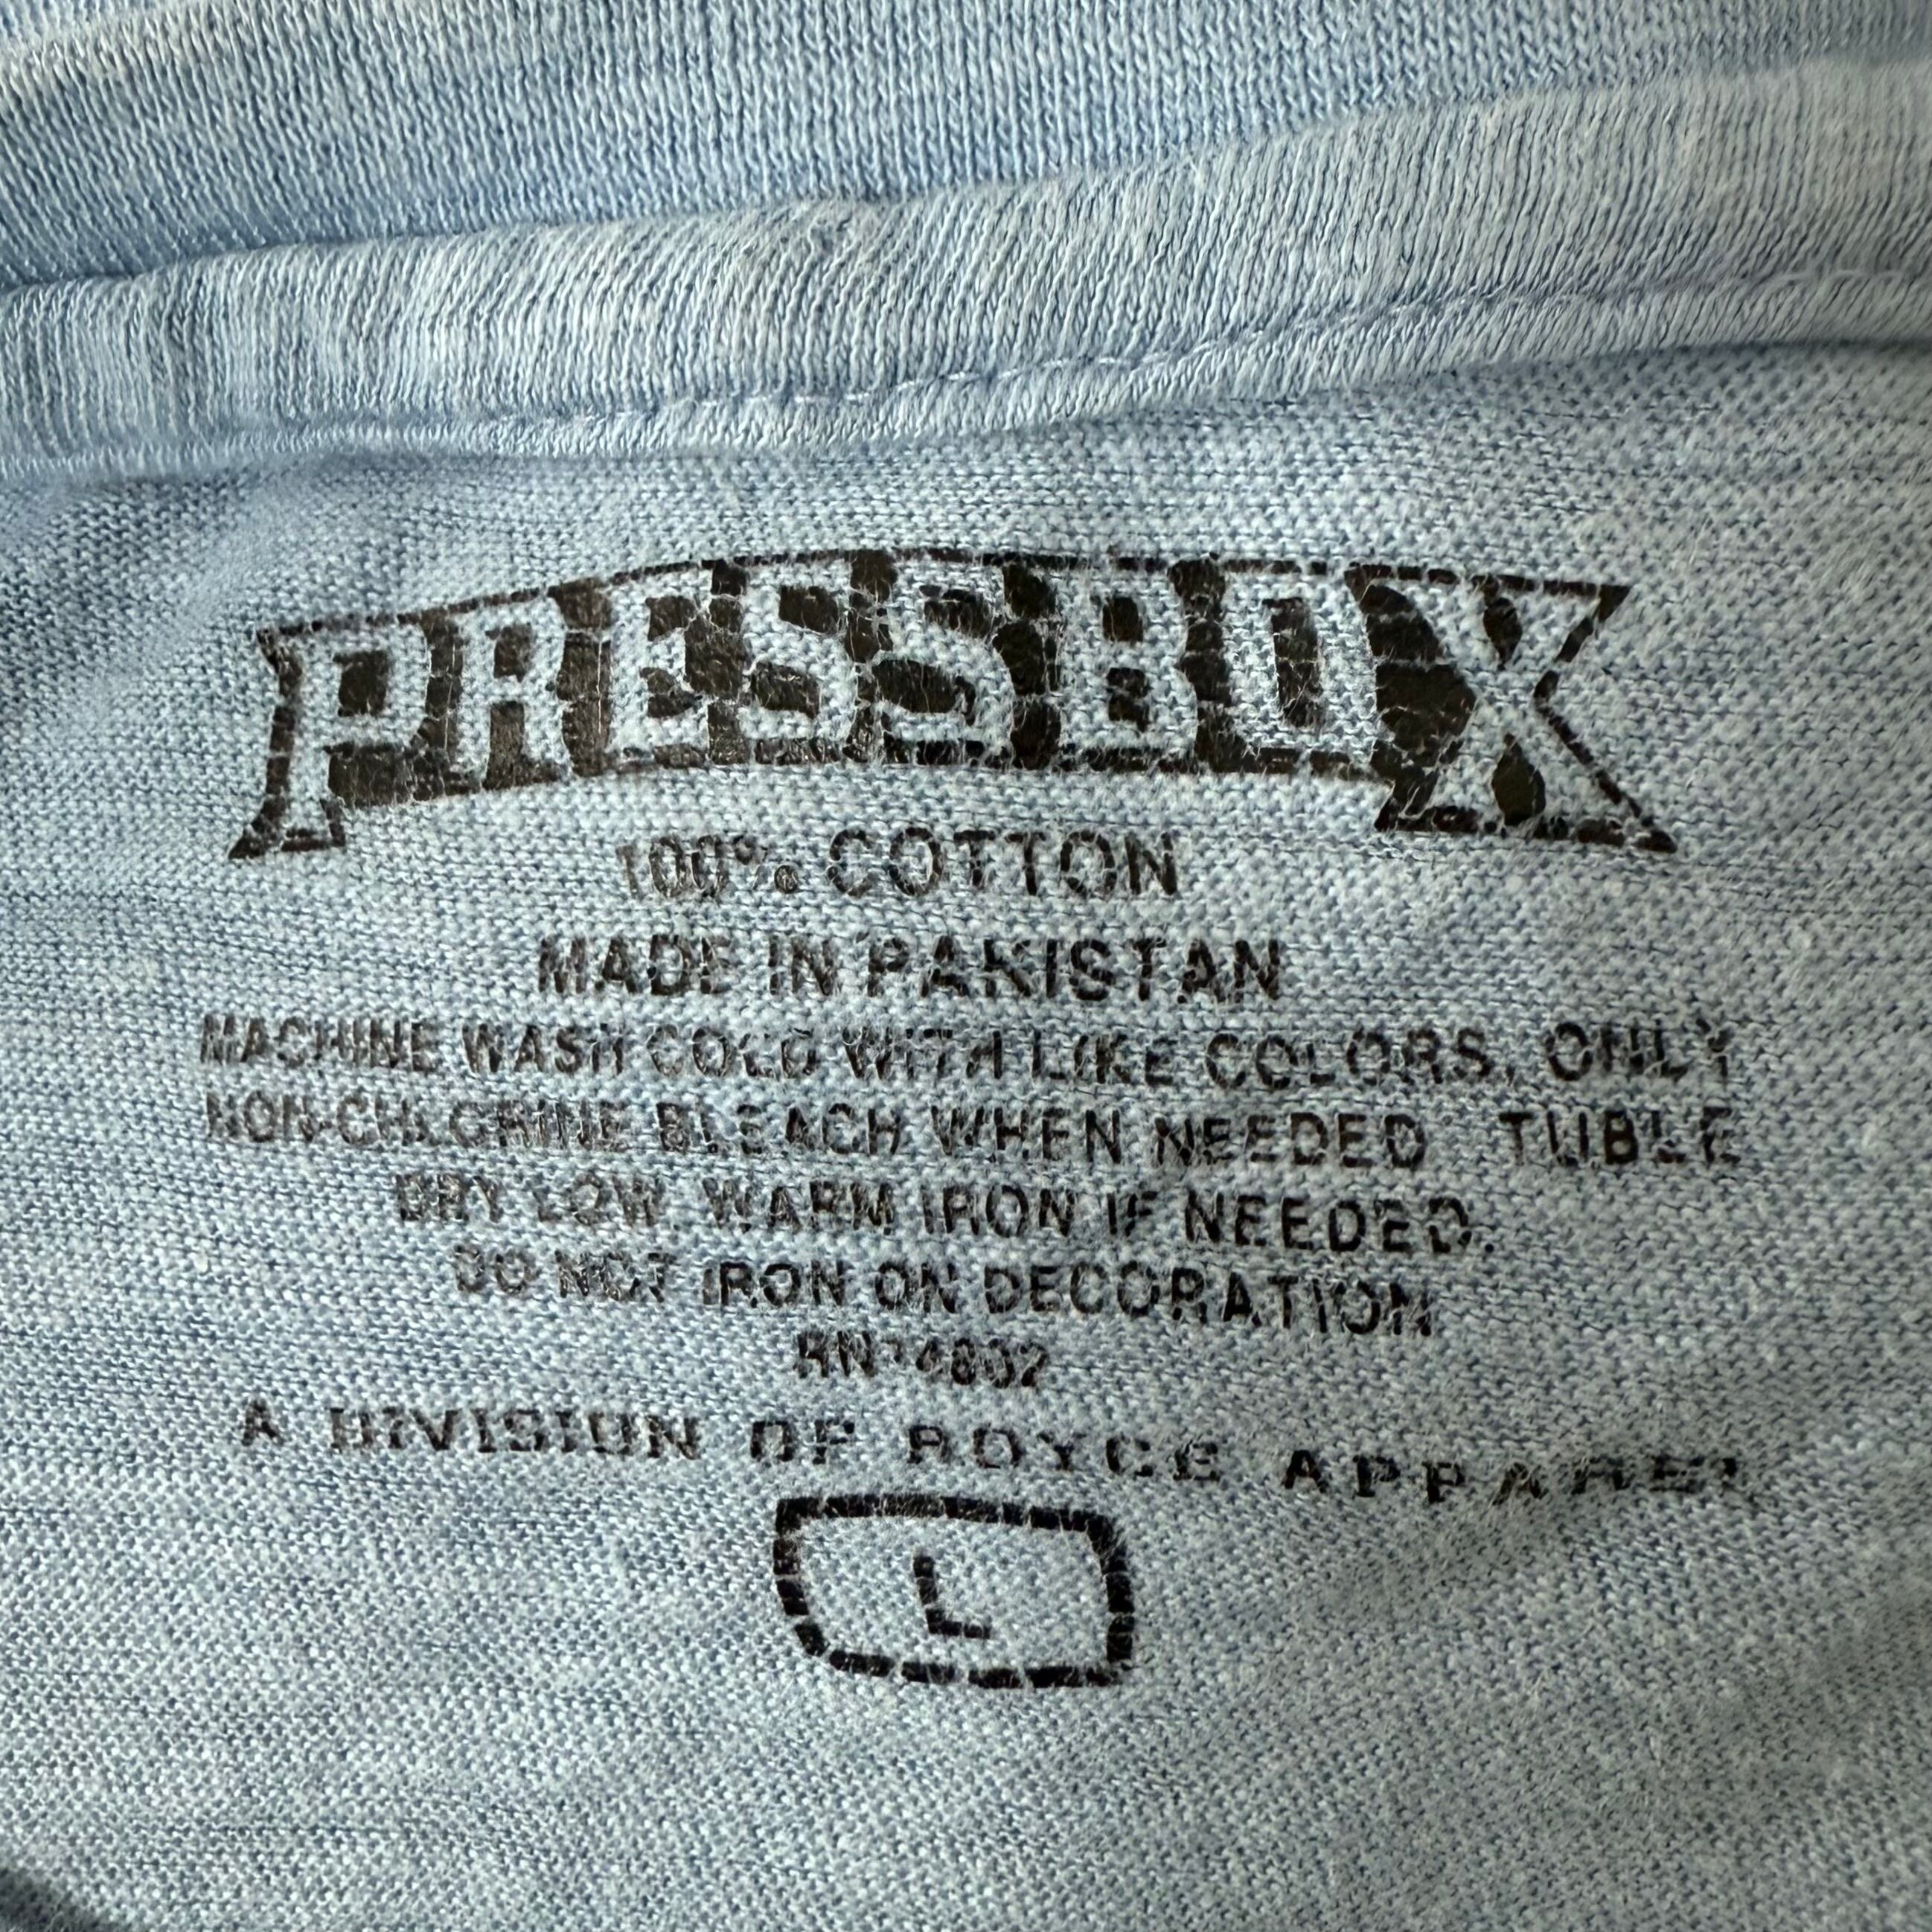 PRESSBOX
100% COTTON
MADE IN PAKISTAN
MACHINE WASH COLD WITH LIKE COLORS, ONLY
NON-CHLORINE BLEACH WHEN NEEDED TUBLE
DRY LOW, WARM IRON IF NEEDED.
DO NOT IRON ON DECORATION
A DIVISION OF ROYCE APPAREL
L